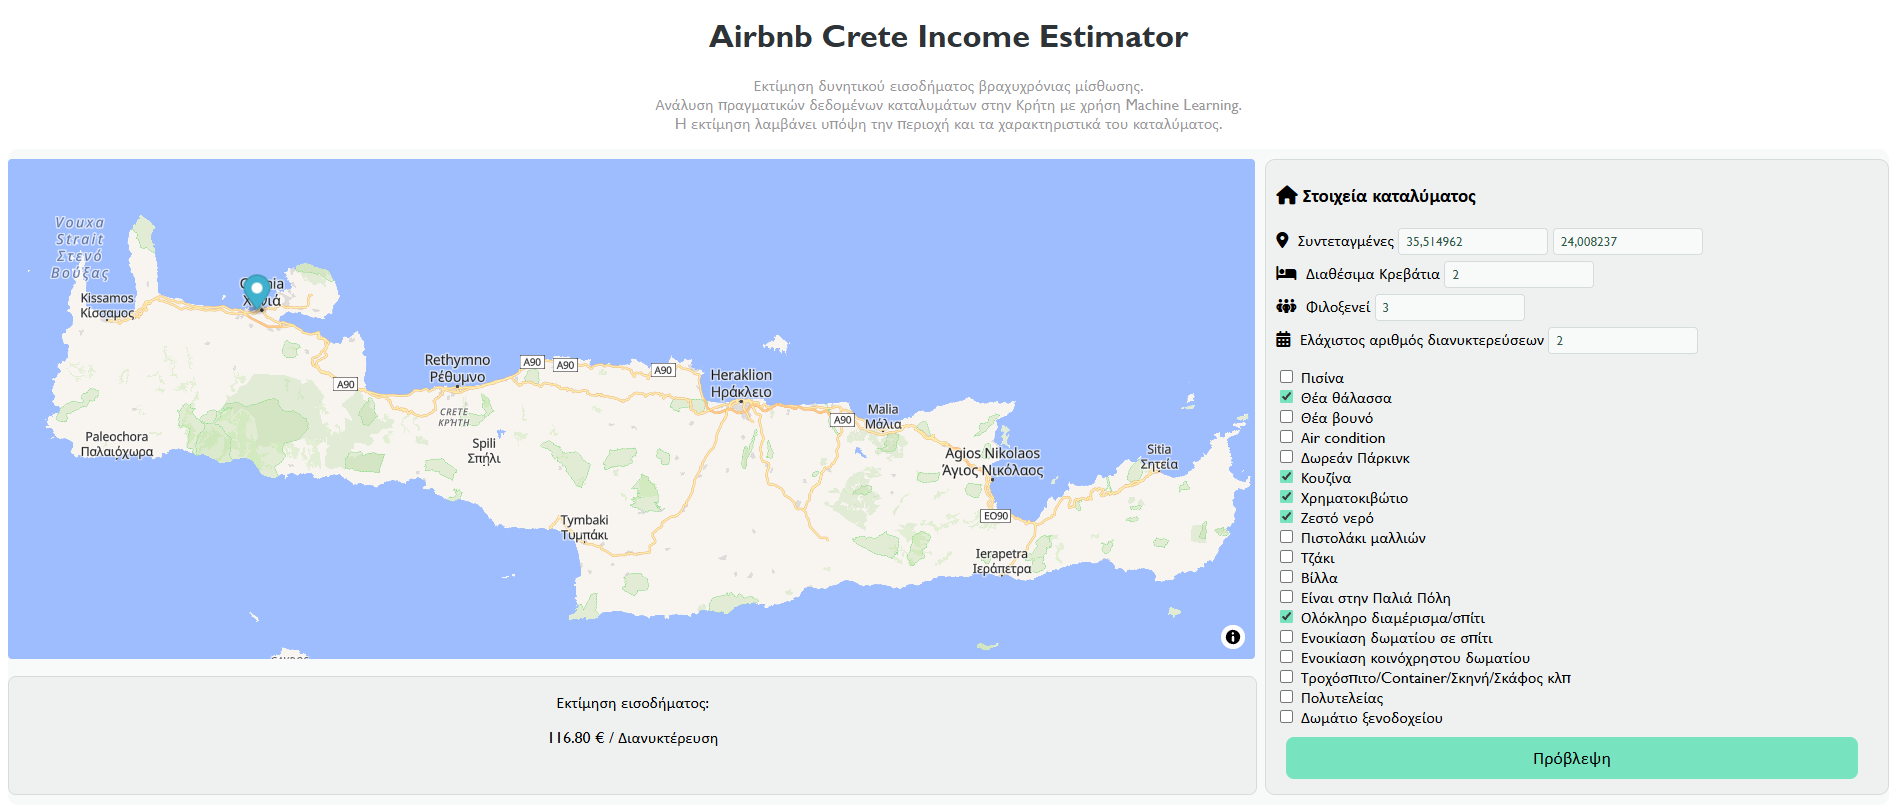 Airbnb Crete Income Estimator
Εκτίμηση δυνητικού εισοδήματος βραχυχρόνιας μίσθωσης.
Ανάλυση πραγματικών δεδομένων καταλυμάτων στην Κρήτη με χρήση Machine Learning.
Η εκτίμηση λαμβάνει υπόψη την περιοχή και τα χαρακτηριστικά του καταλύματος.
Vouxa
Strait
Στενό
Βούξας
Kissamos
Κίσσαμος
Paleochora
Παλαιόχωρα
A90
Rethymno
Ρέθυμνο
CRETE
ΚΡΗΤΗ
Spili
Σπήλι
A90
A90
A90
Heraklion
Ηράκλειο
Tymbaki
Τυμπάκι
A90
Malia
Μάλια
Agios Nikolaos
Άγιος Νικόλαος
EO90
Ierapetra
Ιεράπετρα
Sitia
Σητεία
Εκτίμηση εισοδήματος:
116.80 € / Διανυκτέρευση
Στοιχεία καταλύματος
Συντεταγμένες 35,514962 24,008237
Διαθέσιμα Κρεβάτια 2
Φιλοξενεί 3
Ελάχιστος αριθμός διανυκτερεύσεων 2
Πισίνα
Θέα θάλασσα
Θέα βουνό
Air condition
Δωρεάν Πάρκινκ
Κουζίνα
Χρηματοκιβώτιο
Ζεστό νερό
Πιστολάκι μαλλιών
Τζάκι
Βίλλα
Είναι στην Παλιά Πόλη
Ολόκληρο διαμέρισμα/σπίτι
Ενοικίαση δωματίου σε σπίτι
Ενοικίαση κοινόχρηστου δωματίου
Τροχόσπιτο/Container/Σκηνή/Σκάφος κλπ
Πολυτελείας
Δωμάτιο ξενοδοχείου
Πρόβλεψη